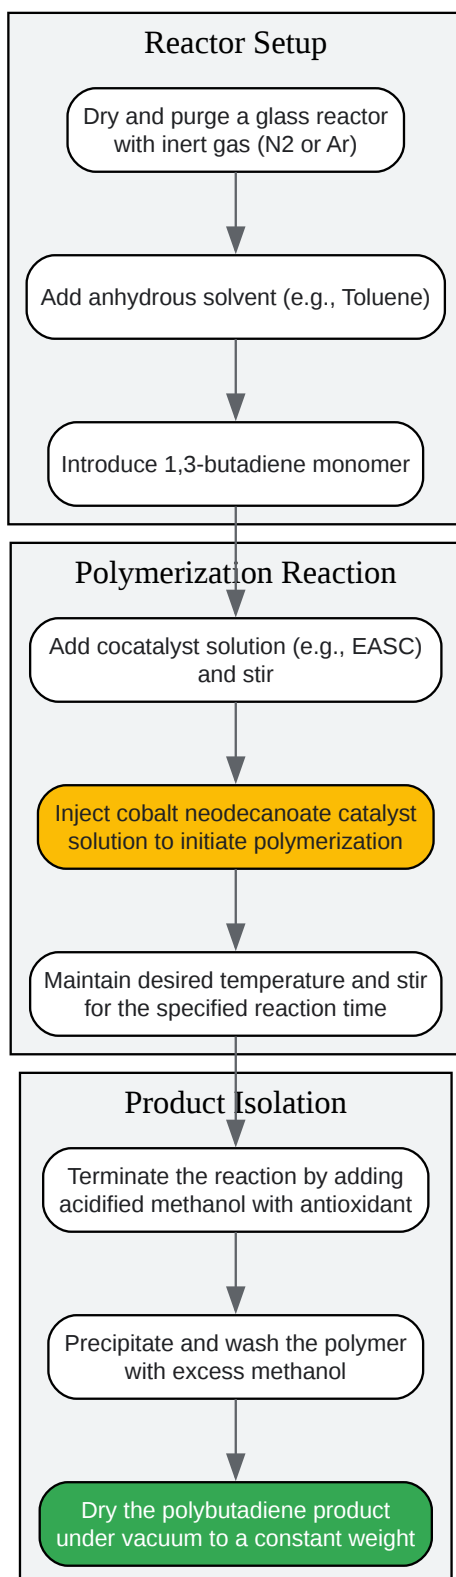 Reactor Setup
Dry and purge a glass reactor
with inert gas (N2 or Ar)
Add anhydrous solvent (e.g., Toluene)
Introduce 1,3-butadiene monomer
Polymerization Reaction
Add cocatalyst solution (e.g., EASC)
and stir
Inject cobalt neodecanoate catalyst
solution to initiate polymerization
Maintain desired temperature and stir
for the specified reaction time
Product Isolation
Terminate the reaction by adding
acidified methanol with antioxidant
Precipitate and wash the polymer
with excess methanol
Dry the polybutadiene product
under vacuum to a constant weight